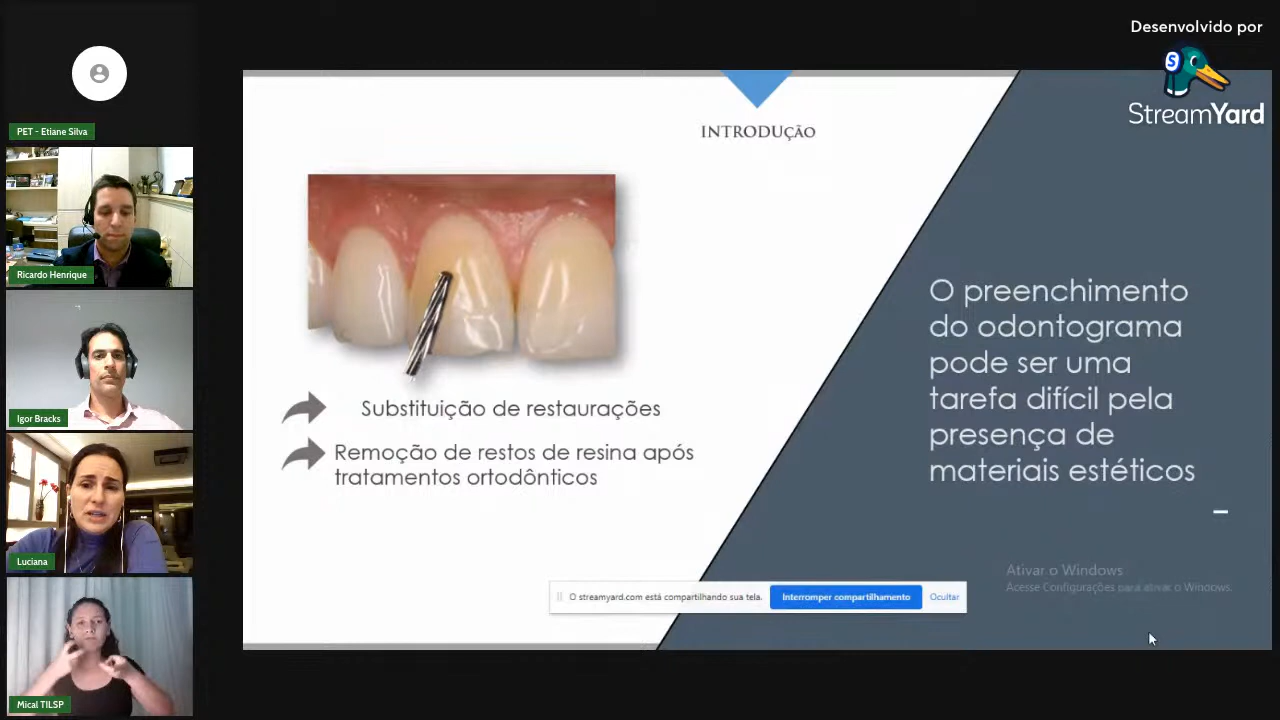 Desenvolvido por
StreamYard
PET - Etiane Silva
Ricardo Henrique
Igor Bracks
Luciana
Mical TILSP
INTRODUÇÃO
Substituição de restaurações
Remoção de restos de resina após
tratamentos ortodônticos
O preenchimento
do odontograma
pode ser uma
tarefa difícil pela
presença de
materiais estéticos
Ativar o Windows
Acesse Configurações para ativar o Windows.
O streamyard.com está compartilhando sua tela.
Interromper compartilhamento
Ocultar